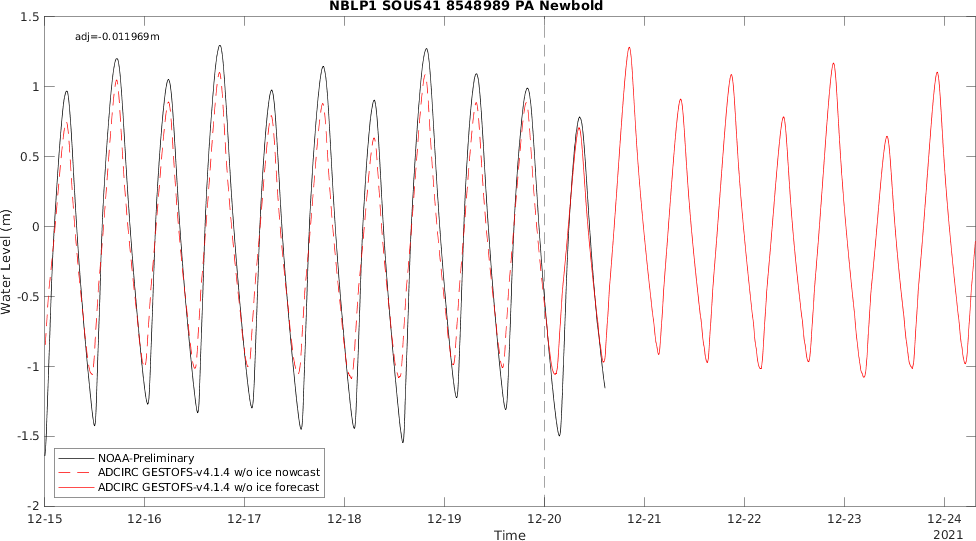 NBLP1 SOUS41 8548989 PA Newbold
adj=-0.011969m
1.5
1
0.5
0
-0.5
-1
-1.5
-2
Water Level (m)
NOAA-Preliminary
ADCIRC GESTOFS-v4.1.4 w/o ice nowcast
ADCIRC GESTOFS-v4.1.4 w/o ice forecast
12-15 12-16 12-17 12-18 12-19 12-20 12-21 12-22 12-23 12-24
Time
2021